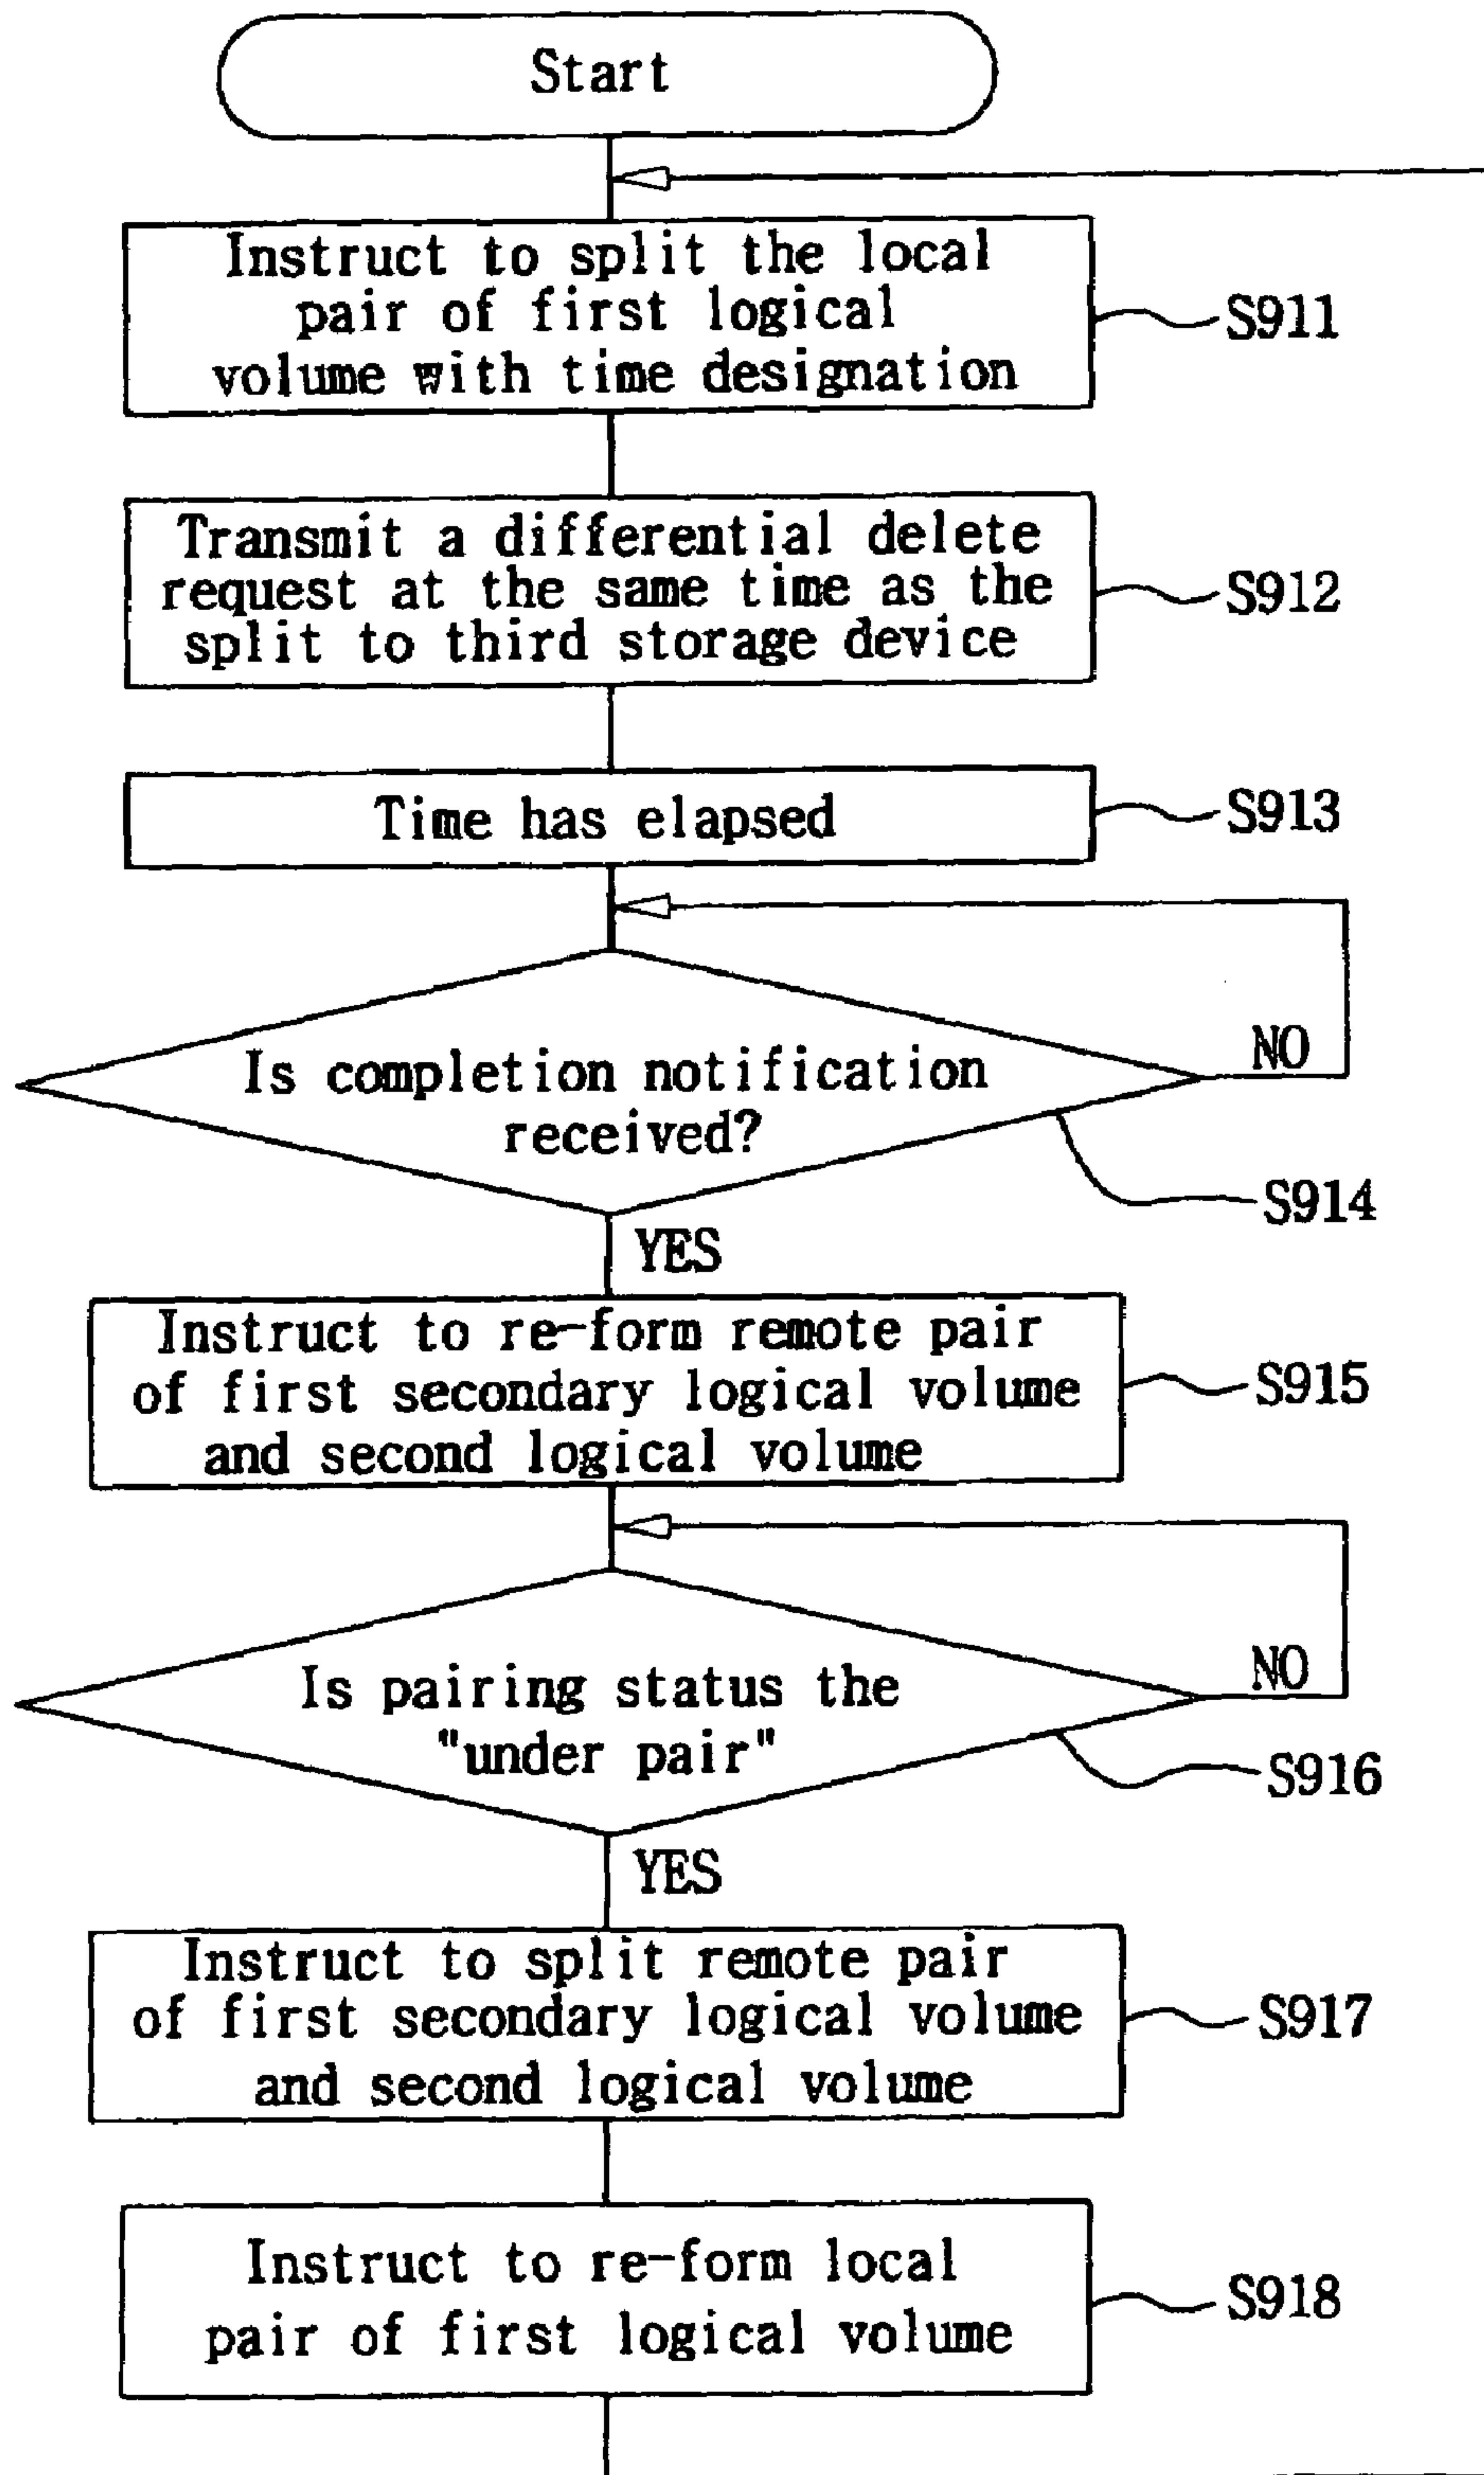 Start
Instruct to split the local
pair of first logical
volume with time designation
S911
Transmit a differential delete
request at the same time as the
split to third storage device
S912
Time has elapsed
S913
Is completion notification
received?
NO
S914
YES
Instruct to re-form remote pair
of first secondary logical volume
and second logical volume
S915
Is pairing status the
"under pair"
NO
S916
YES
Instruct to split remote pair
of first secondary logical volume
and second logical volume
S917
Instruct to re-form local
pair of first logical volume
S918